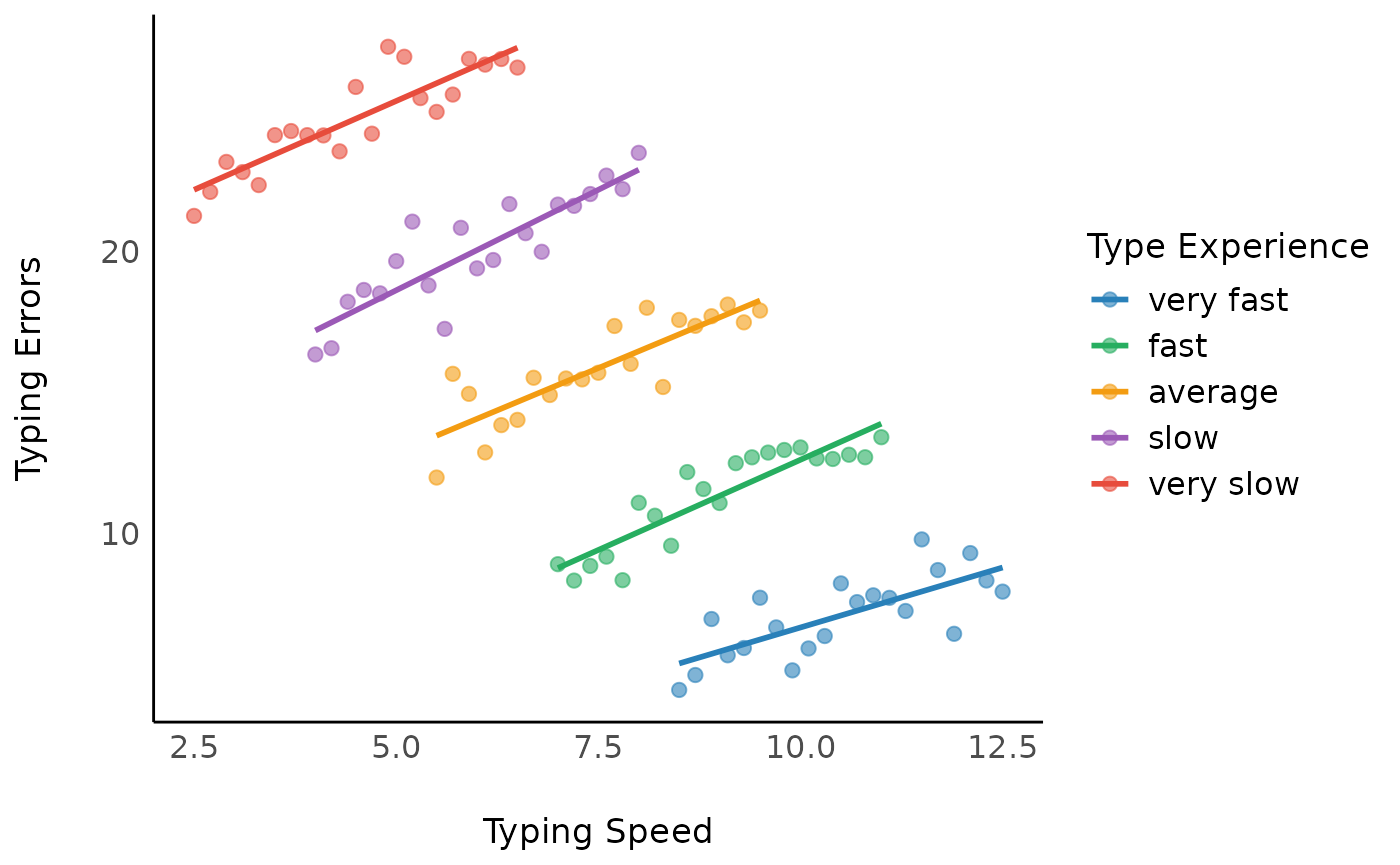 Typing Errors
20
10
2.5 5.0 7.5 10.0 12.5
Typing Speed
Type Experience
very fast
fast
average
slow
very slow